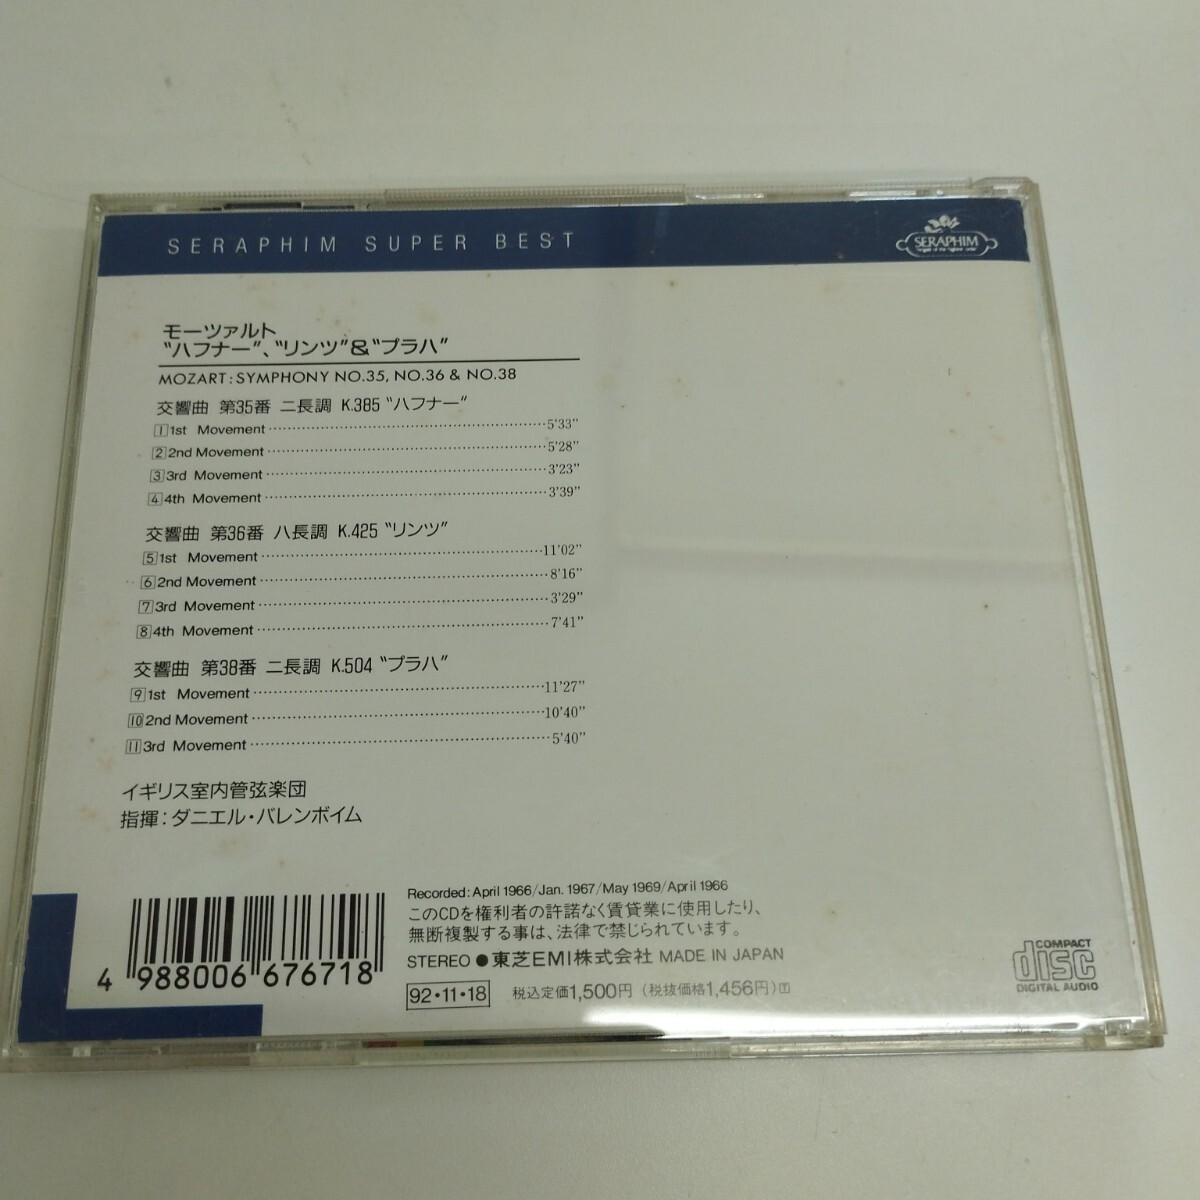 SERAPHIM SUPER BEST
SERAPHIM
モーツァルト
“ハフナー”、“リンツ”&“プラハ”
MOZART: SYMPHONY NO.35, NO.36 & NO.38
交響曲 第35番 ニ長調 K.385 “ハフナー”
1 1st Movement 5'33"
2 2nd Movement 5'28"
3 3rd Movement 3'23"
4 4th Movement 3'39"
交響曲 第36番 ハ長調 K.425 “リンツ”
5 1st Movement 11'02"
6 2nd Movement 8'16"
7 3rd Movement 3'29"
8 4th Movement 7'41"
交響曲 第38番 ニ長調 K.504 “プラハ”
9 1st Movement 11'27"
10 2nd Movement 10'40"
11 3rd Movement 5'40"
イギリス室内管弦楽団
指揮：ダニエル・バレンボイム
4 988006 676718
Recorded: April 1966/Jan. 1967/May 1969/April 1966
このCDを権利者の許諾なく賃貸業に使用したり、
無断複製する事は、法律で禁じられています。
STEREO ● 東芝EMI株式会社 MADE IN JAPAN
92・11・18 税込定価1,500円（税抜価格1,456円）
COMPACT
disc
DIGITAL AUDIO